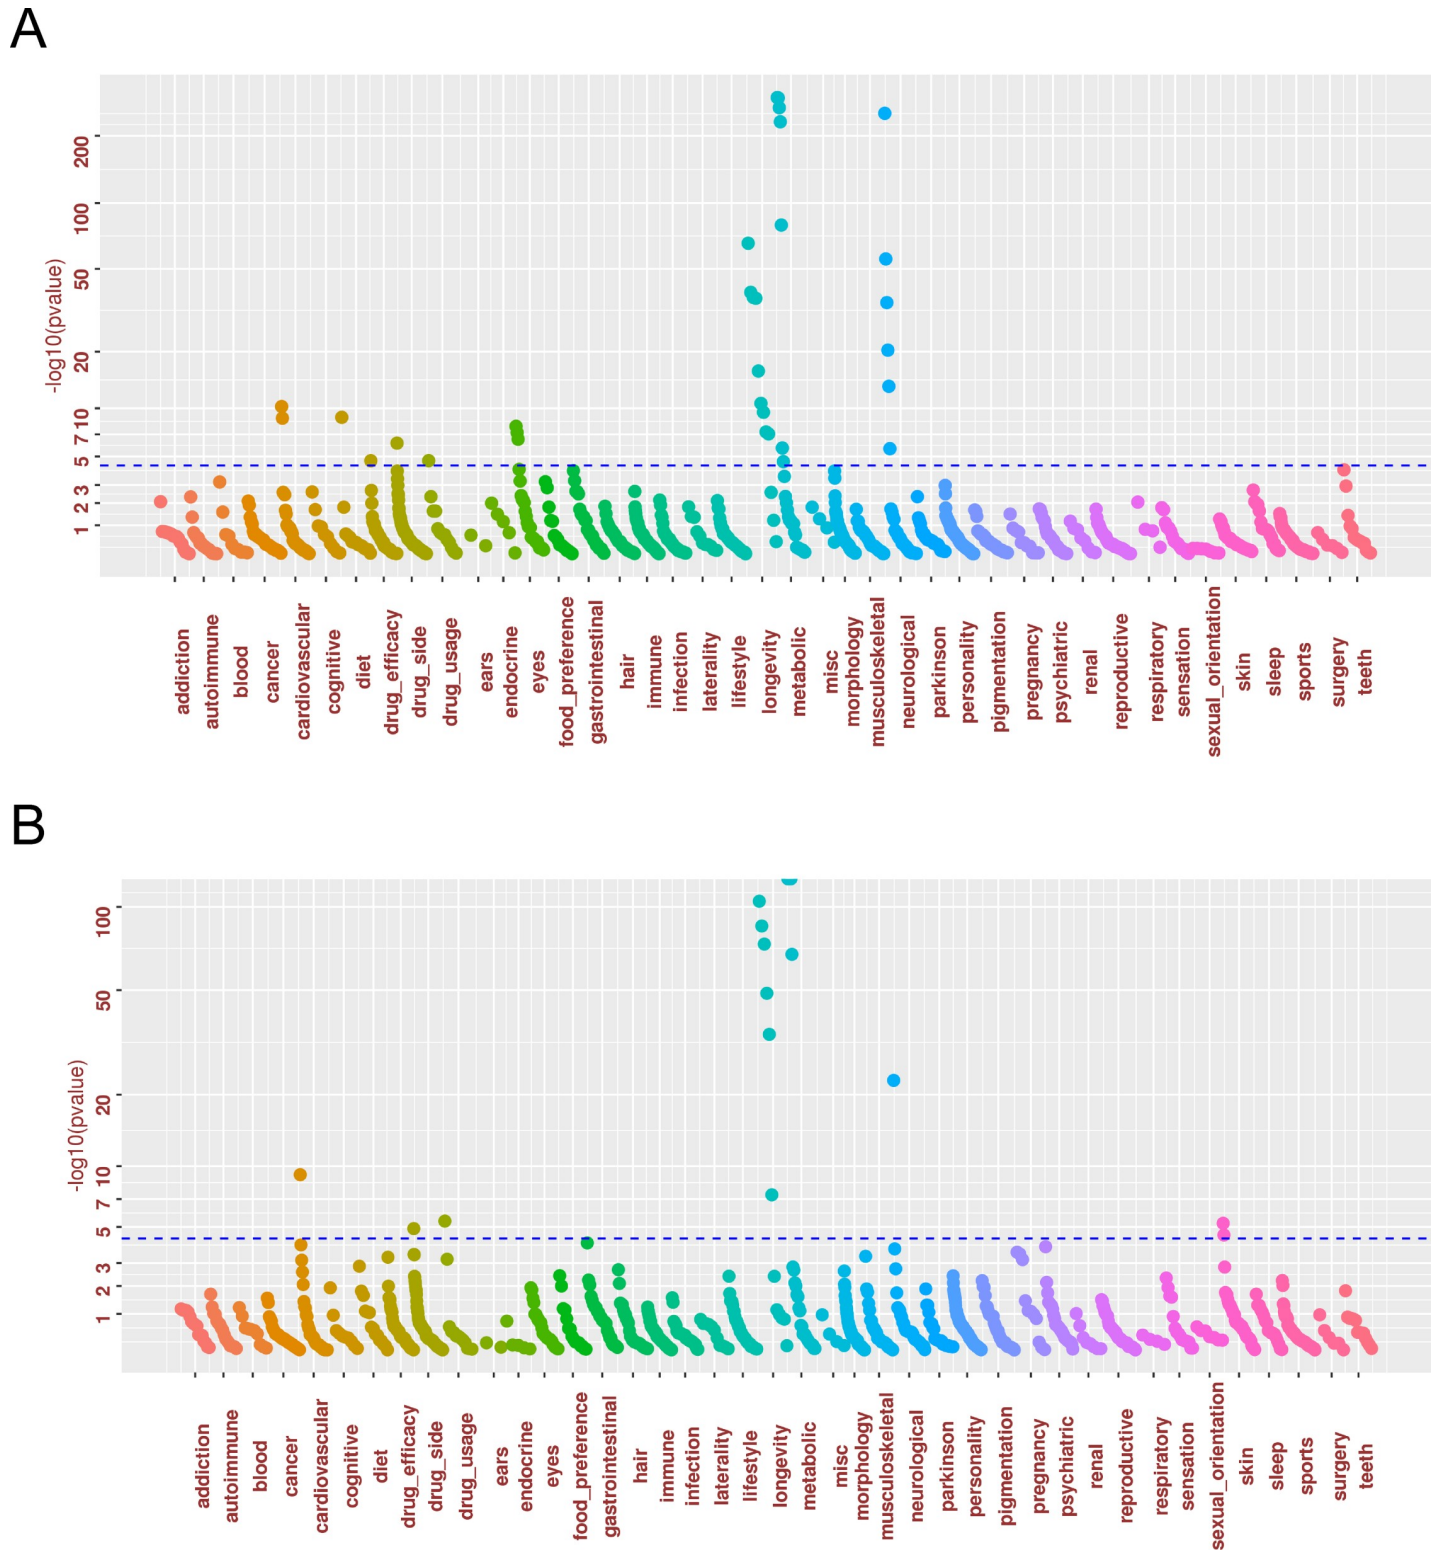 A
-log10(pvalue)
200
100
50
20
10
7
5
3
2
1
addiction
autoimmune
blood
cancer
cardiovascular
cognitive
diet
drug_efficacy
drug_side
drug_usage
ears
endocrine
eyes
food_preference
gastrointestinal
hair
immune
infection
laterality
lifestyle
longevity
metabolic
misc
morphology
musculoskeletal
neurological
parkinson
personality
pigmentation
pregnancy
psychiatric
renal
reproductive
respiratory
sensation
sexual_orientation
skin
sleep
sports
surgery
teeth
B
-log10(pvalue)
100
50
20
10
7
5
3
2
1
addiction
autoimmune
blood
cancer
cardiovascular
cognitive
diet
drug_efficacy
drug_side
drug_usage
ears
endocrine
eyes
food_preference
gastrointestinal
hair
immune
infection
laterality
lifestyle
longevity
metabolic
misc
morphology
musculoskeletal
neurological
parkinson
personality
pigmentation
pregnancy
psychiatric
renal
reproductive
respiratory
sensation
sexual_orientation
skin
sleep
sports
surgery
teeth